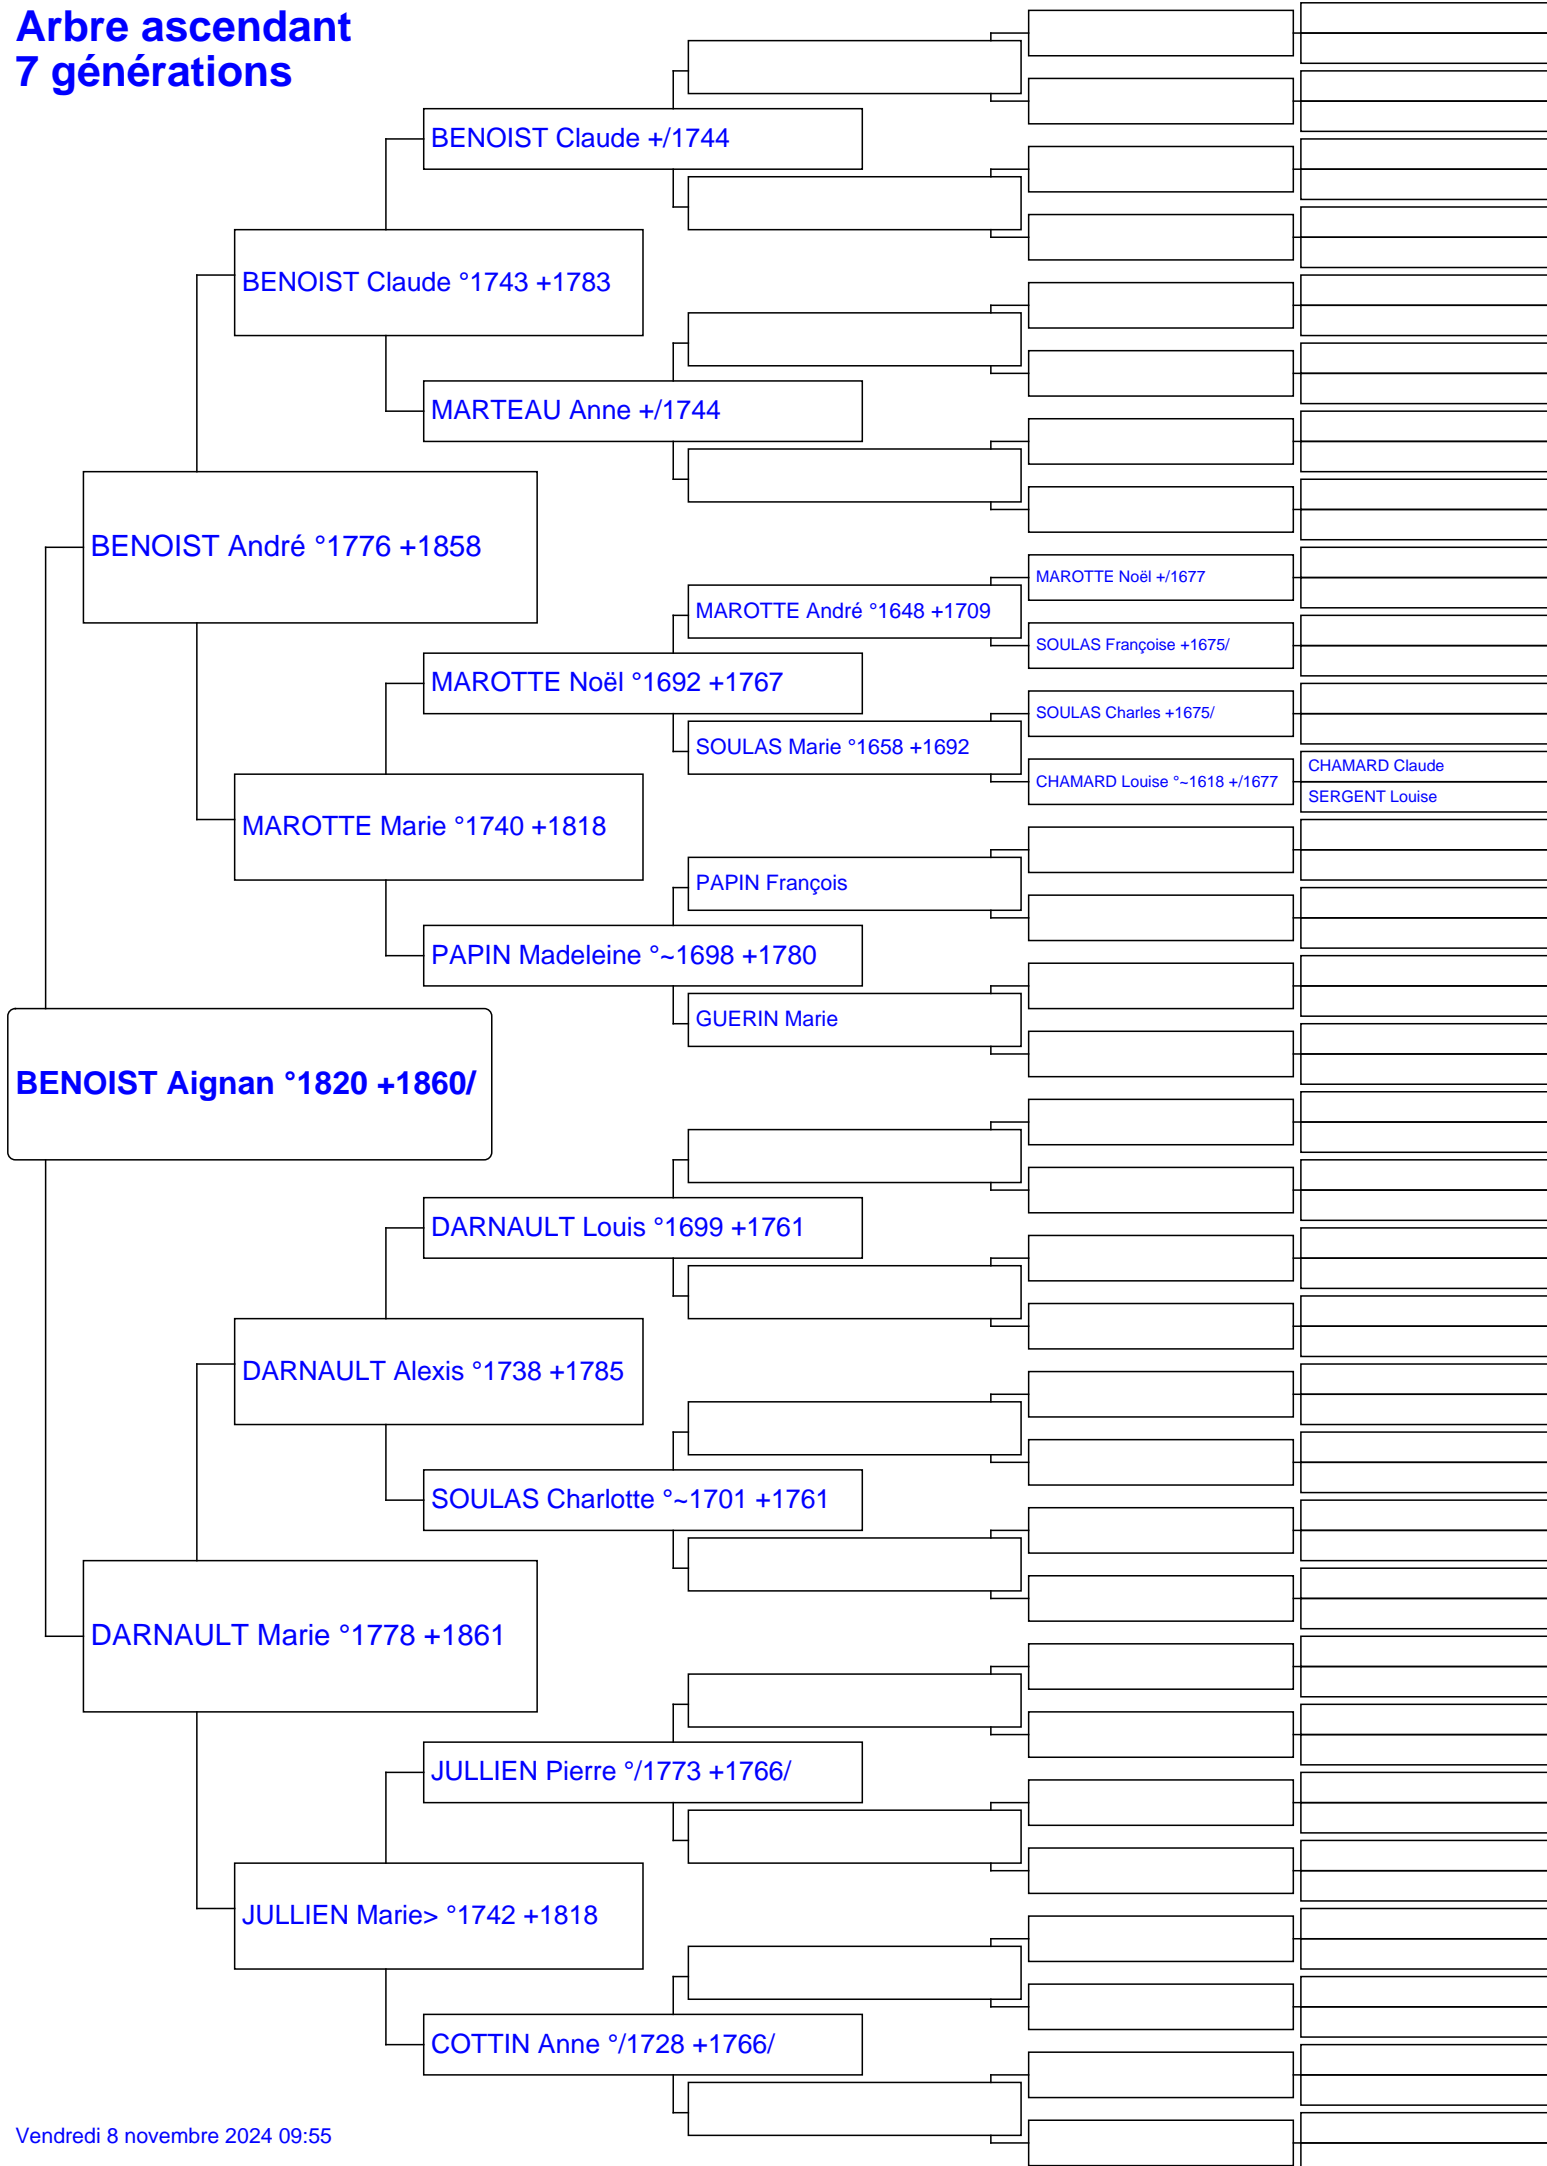 Arbre ascendant
7 générations
BENOIST Claude +/1744
BENOIST Claude °1743 +1783
MARTEAU Anne +/1744
BENOIST André °1776 +1858
MAROTTE Noël +/1677
MAROTTE André °1648 +1709
SOULAS Françoise +1675/
MAROTTE Noël °1692 +1767
SOULAS Charles +1675/
SOULAS Marie °1658 +1692
CHAMARD Claude
CHAMARD Louise °~1618 +/1677
SERGENT Louise
MAROTTE Marie °1740 +1818
PAPIN François
PAPIN Madeleine °~1698 +1780
GUERIN Marie
BENOIST Aignan °1820 +1860/
DARNAULT Louis °1699 +1761
DARNAULT Alexis °1738 +1785
SOULAS Charlotte °~1701 +1761
DARNAULT Marie °1778 +1861
JULLIEN Pierre °/1773 +1766/
JULLIEN Marie> °1742 +1818
COTTIN Anne °/1728 +1766/
Vendredi 8 novembre 2024 09:55